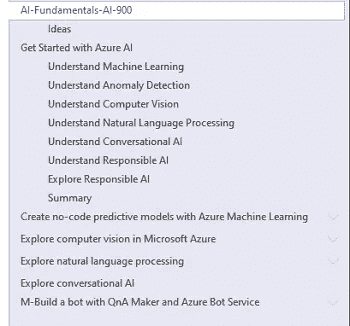 AI-Fundamentals-AI-900
Ideas
Get Started with Azure AI
Understand Machine Learning
Understand Anomaly Detection
Understand Computer Vision
Understand Natural Language Processing
Understand Conversational AI
Understand Responsible AI
Explore Responsible AI
Summary
Create no-code predictive models with Azure Machine Learning
Explore computer vision in Microsoft Azure
Explore natural language processing
Explore conversational AI
M-Build a bot with QnA Maker and Azure Bot Service